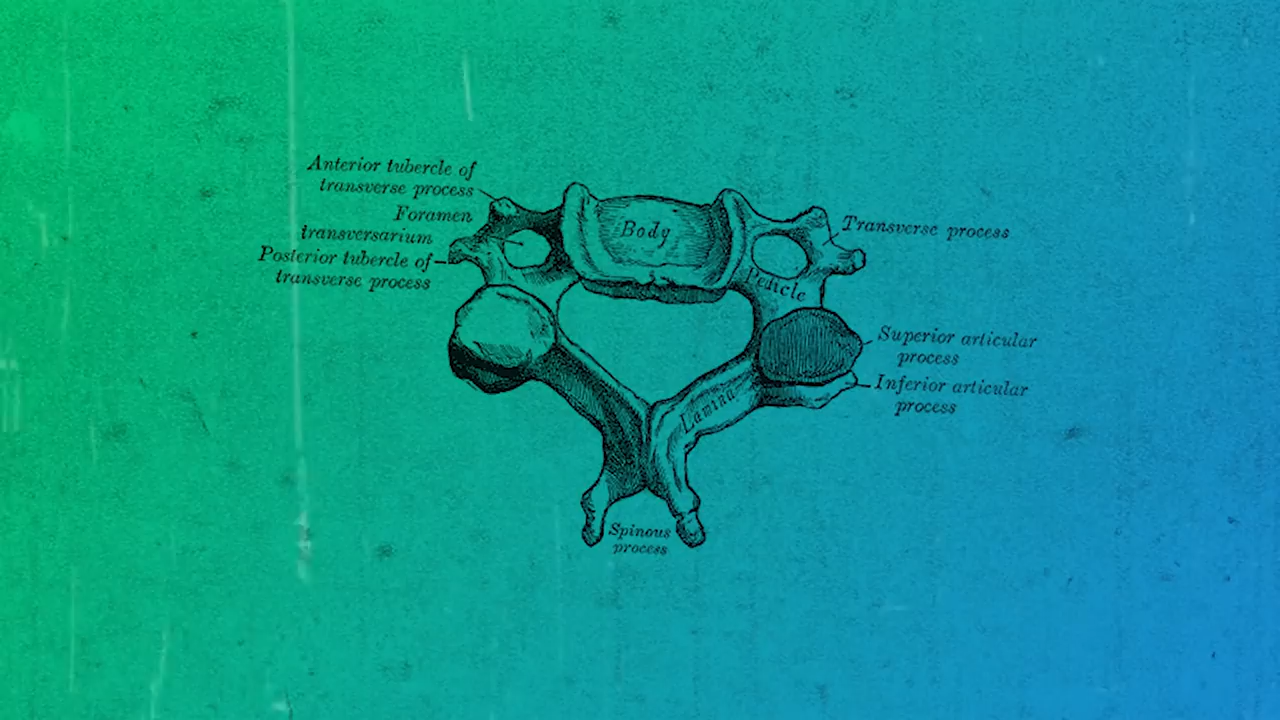 Anterior tubercle of
transverse process
Foramen
transversarium
Posterior tubercle of
transverse process
Body
Transverse process
Pedicle
Superior articular
process
Inferior articular
process
Lamina
Spinous
process